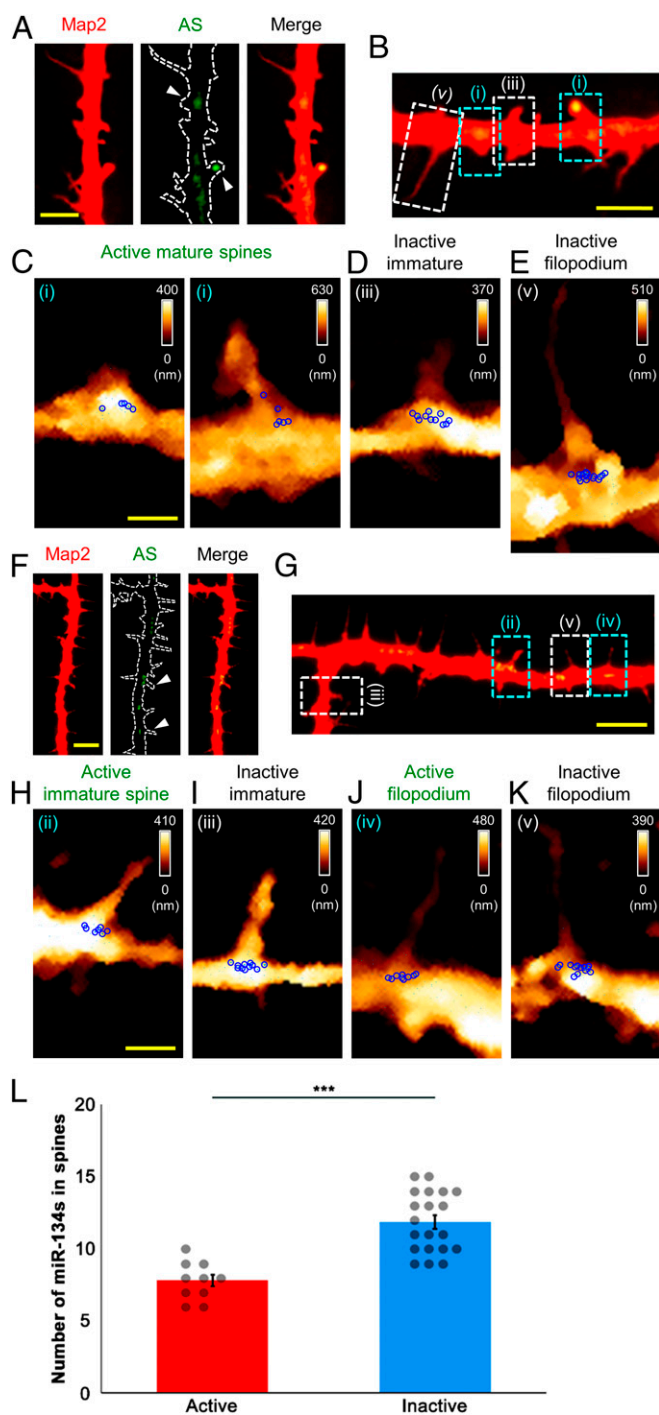 A
Map2 AS Merge
B
(v) (i) (iii) (i)
C
Active mature spines
(i) 400 0 (nm)
(i) 630 0 (nm)
D
Inactive
immature
(iii) 370 0 (nm)
E
Inactive
filopodium
(v) 510 0 (nm)
F
Map2 AS Merge
G
(ii) (v) (iv)
(iii)
H
Active
immature spine
(ii) 410 0 (nm)
I
Inactive
immature
(iii) 420 0 (nm)
J
Active
filopodium
(iv) 480 0 (nm)
K
Inactive
filopodium
(v) 390 0 (nm)
L
***
Number of miR-134s in spines
20
15
10
5
0
Active Inactive